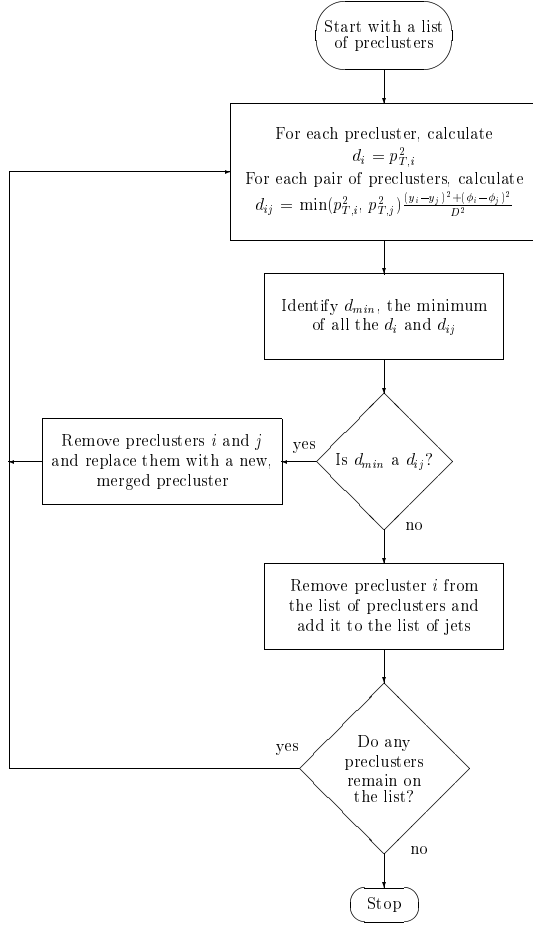 Start with a list
of preclusters
For each precluster, calculate
$d_i = p_{T,i}^2$
For each pair of preclusters, calculate
$d_{ij} = \min(p_{T,i}^2, p_{T,j}^2)\frac{(y_i-y_j)^2+(\phi_i-\phi_j)^2}{D^2}$
Identify $d_{min}$, the minimum
of all the $d_i$ and $d_{ij}$
Is $d_{min}$ a $d_{ij}$?
yes
Remove preclusters $i$ and $j$
and replace them with a new,
merged precluster
no
Remove precluster $i$ from
the list of preclusters and
add it to the list of jets
Do any
preclusters
remain on
the list?
yes
no
Stop